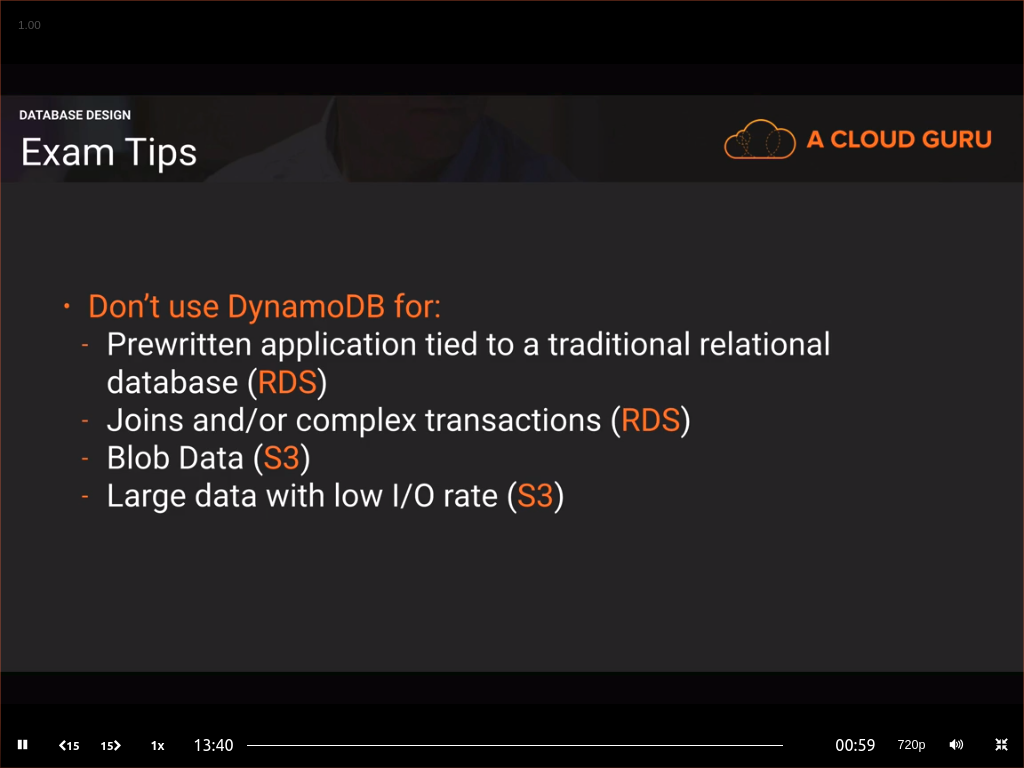 1.00
DATABASE DESIGN
Exam Tips
A CLOUD GURU
• Don’t use DynamoDB for:
- Prewritten application tied to a traditional relational
database (RDS)
- Joins and/or complex transactions (RDS)
- Blob Data (S3)
- Large data with low I/O rate (S3)
15 15 1x 13:40 00:59 720p